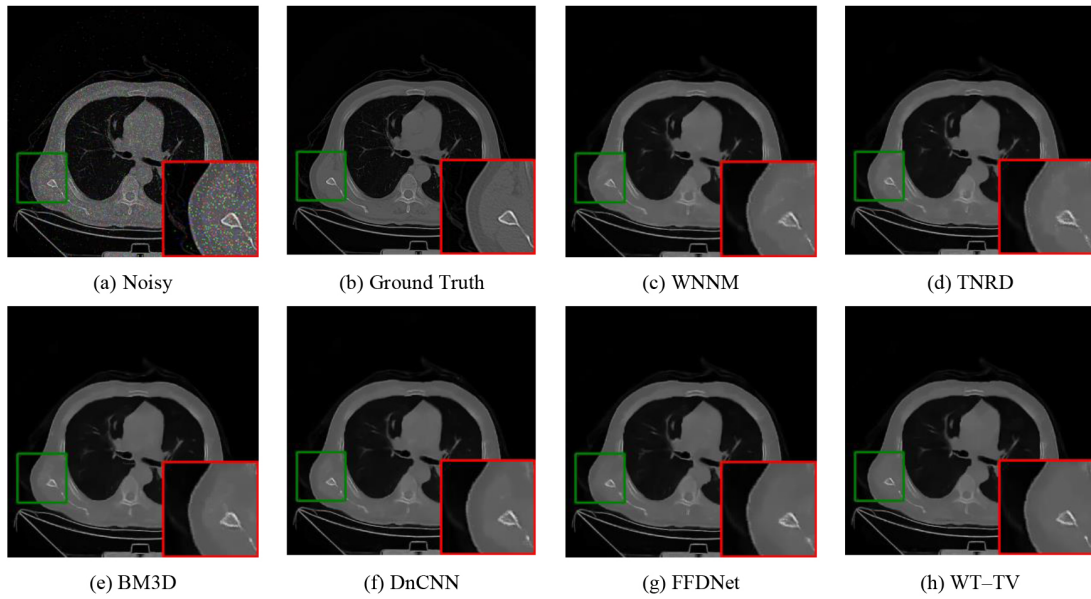 (a) Noisy
(b) Ground Truth
(c) WNNM
(d) TNRD
(e) BM3D
(f) DnCNN
(g) FFDNet
(h) WT–TV